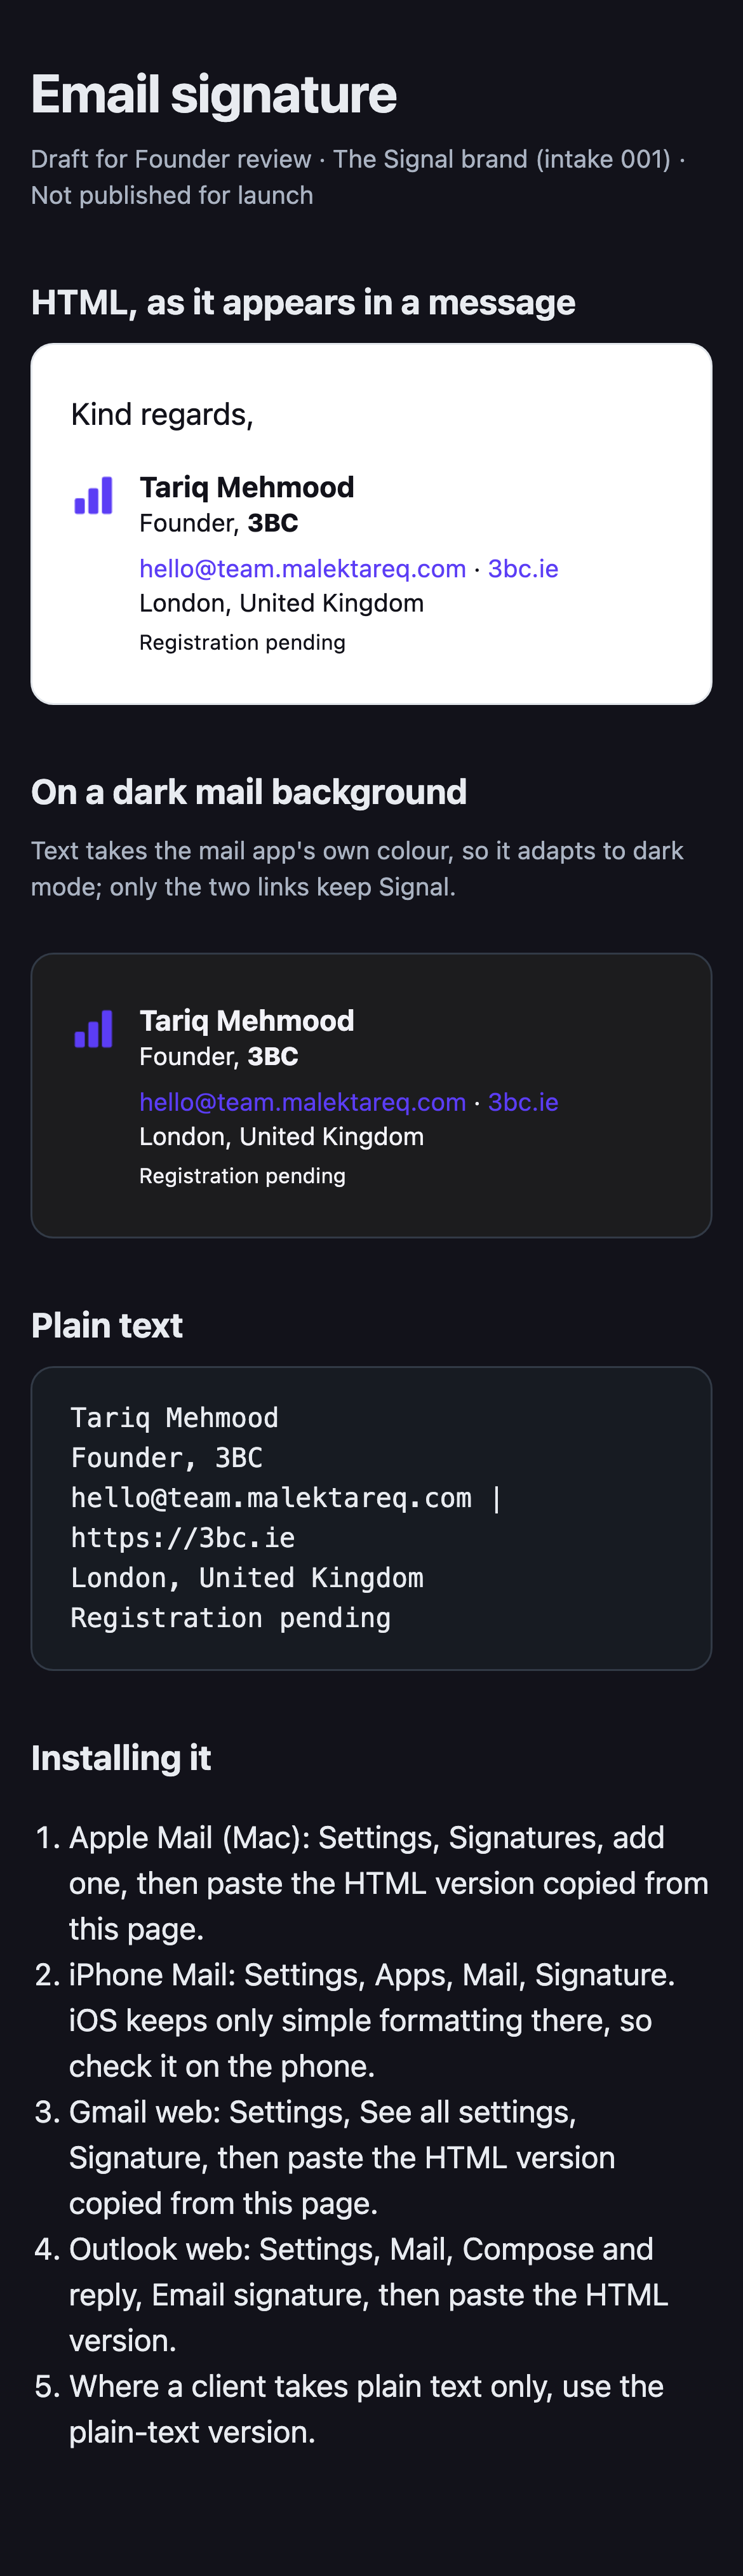 Email signature
Draft for Founder review · The Signal brand (intake 001) ·
Not published for launch
HTML, as it appears in a message
Kind regards,
Tariq Mehmood
Founder, 3BC
hello@team.malektareq.com · 3bc.ie
London, United Kingdom
Registration pending
On a dark mail background
Text takes the mail app's own colour, so it adapts to dark
mode; only the two links keep Signal.
Tariq Mehmood
Founder, 3BC
hello@team.malektareq.com · 3bc.ie
London, United Kingdom
Registration pending
Plain text
Tariq Mehmood
Founder, 3BC
hello@team.malektareq.com |
https://3bc.ie
London, United Kingdom
Registration pending
Installing it
1. Apple Mail (Mac): Settings, Signatures, add
one, then paste the HTML version copied from
this page.
2. iPhone Mail: Settings, Apps, Mail, Signature.
iOS keeps only simple formatting there, so
check it on the phone.
3. Gmail web: Settings, See all settings,
Signature, then paste the HTML version
copied from this page.
4. Outlook web: Settings, Mail, Compose and
reply, Email signature, then paste the HTML
version.
5. Where a client takes plain text only, use the
plain-text version.